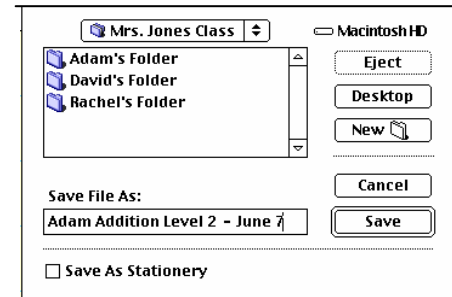 Mrs. Jones Class
Macintosh HD
Adam's Folder
David's Folder
Rachel's Folder
Eject
Desktop
New
Save File As:
Adam Addition Level 2 - June 7
Cancel
Save
Save As Stationery